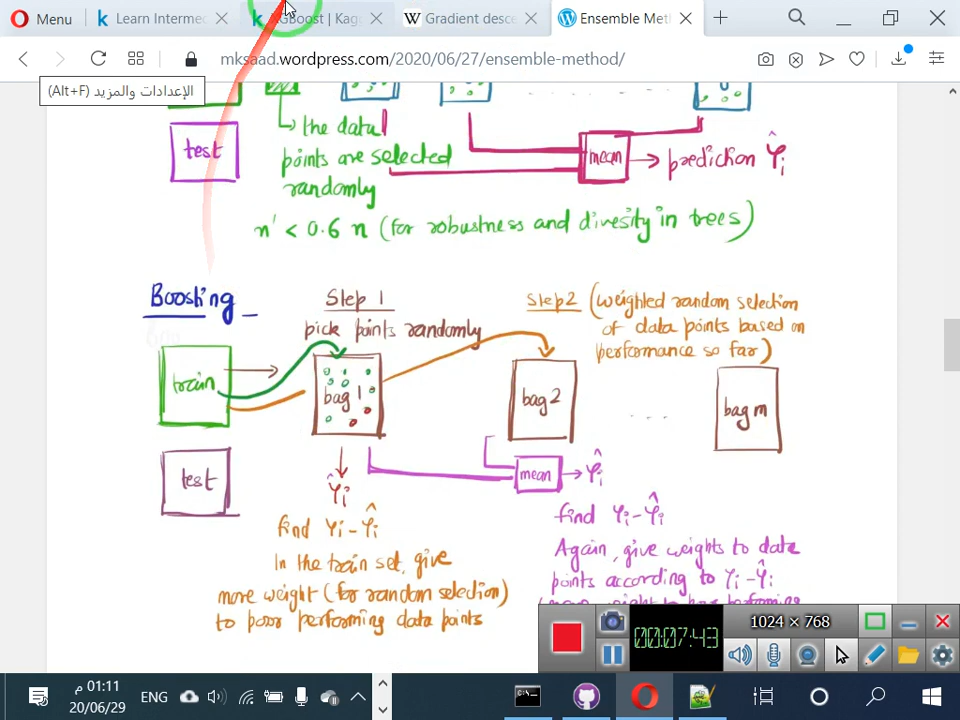 Menu
Learn Interme
GBoost | Kag
Gradient desce
Ensemble Met
mksaad.wordpress.com/2020/06/27/ensemble-method/
الإعدادات والمزيد (Alt+F)
test
the data
points are selected
randomly
mean → prediction Ŷi
n' < 0.6 n (for robustness and divesity in trees)
Boosting
Step 1
pick points randomly
Step2 (weighted random selection
of data points based on
performance so far)
train
bag 1
bag 2
bag m
test
mean → Ŷi
Ŷi
find Yi - Ŷi
In the train set, give
more weight (for random selection)
to poor performing data points
find Yi - Ŷi
Again, give weights to data
points according to Yi - Ŷi:
00:07:43
1024 × 768
01:11 م
20/06/29
ENG